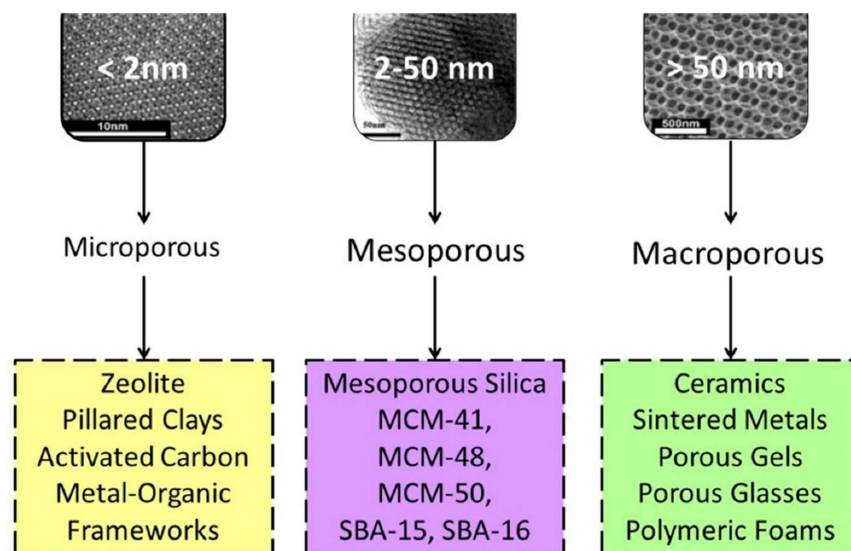 < 2nm
2-50 nm
> 50 nm
10nm
50nm
500nm
Microporous
Mesoporous
Macroporous
Zeolite
Pillared Clays
Activated Carbon
Metal-Organic
Frameworks
Mesoporous Silica
MCM-41,
MCM-48,
MCM-50,
SBA-15, SBA-16
Ceramics
Sintered Metals
Porous Gels
Porous Glasses
Polymeric Foams